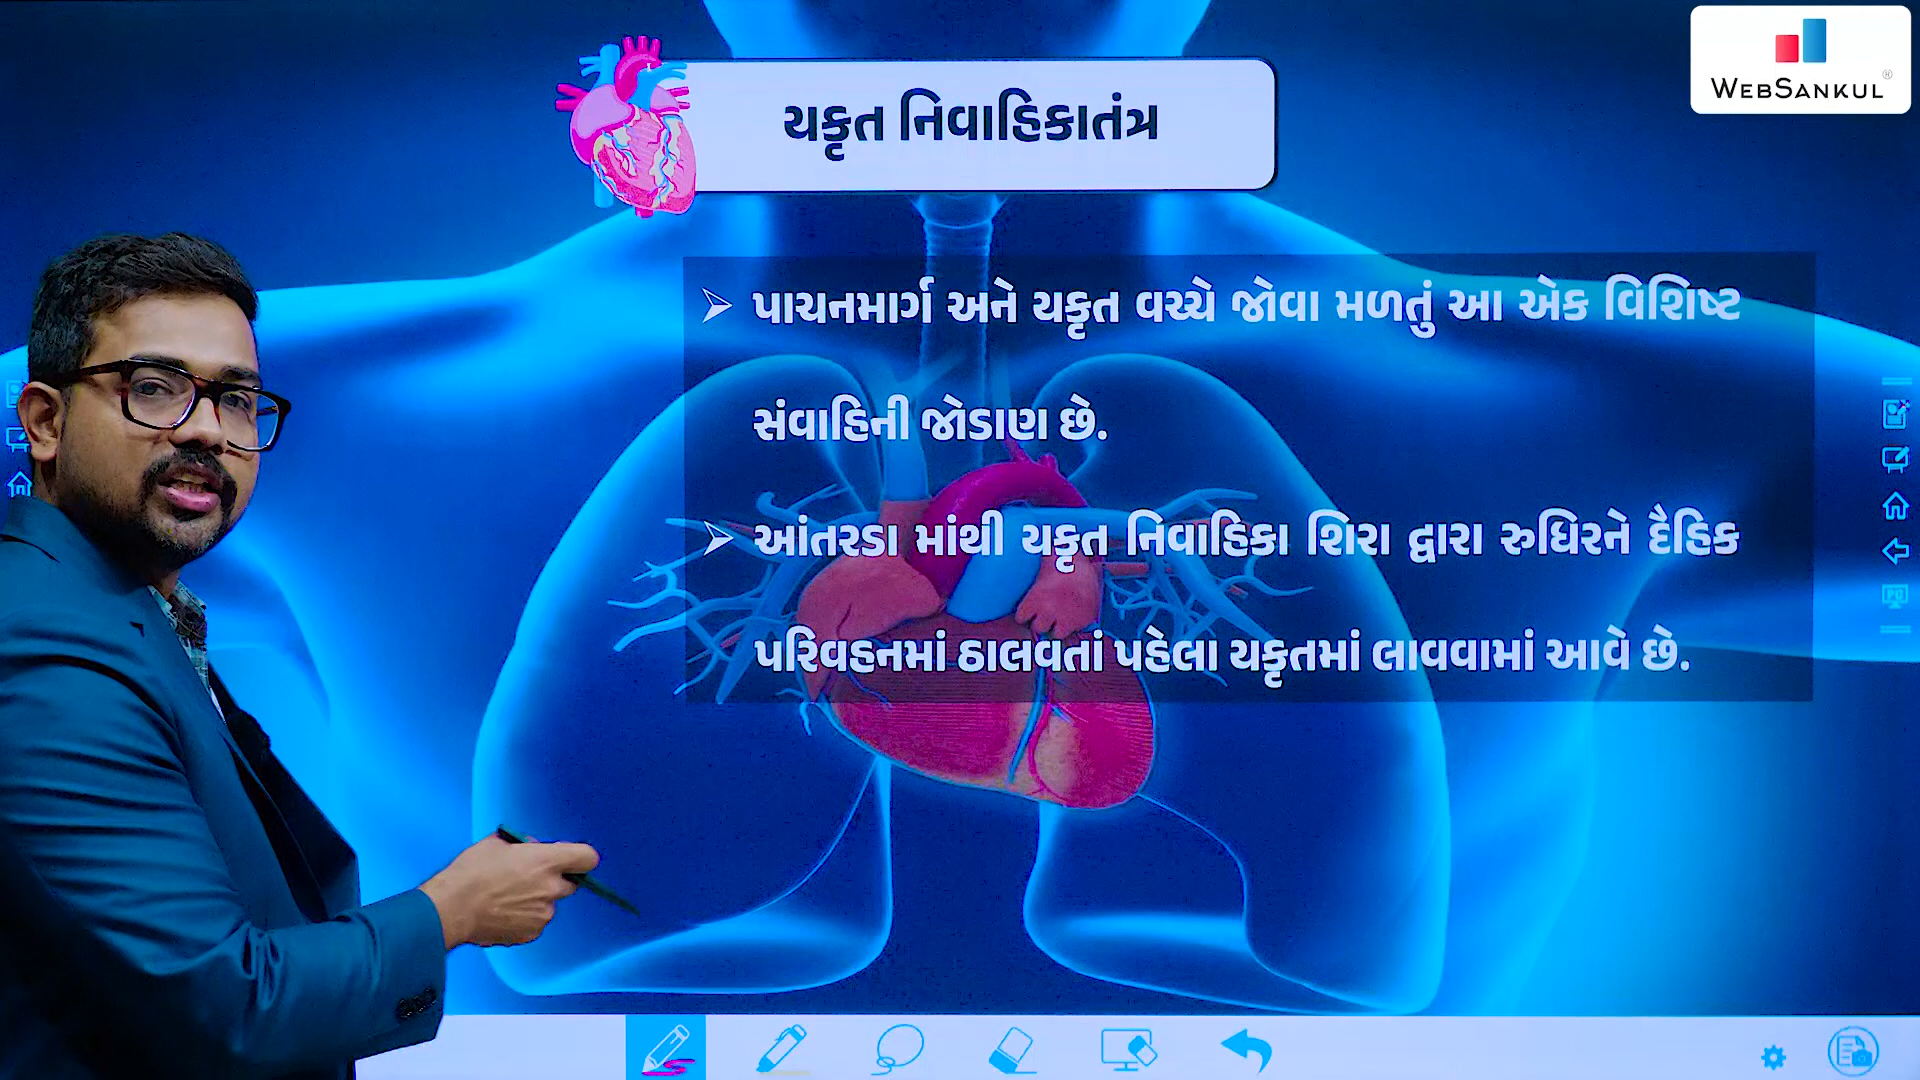 WEBSANKUL®
યકૃત નિવાહિકાતંત્ર
➢ પાચનમાર્ગ અને યકૃત વચ્ચે જોવા મળતું આ એક વિશિષ્ટ
સંવાહિની જોડાણ છે.
➢ આંતરડા માંથી યકૃત નિવાહિકા શિરા દ્વારા રુધિરને દૈહિક
પરિવહનમાં ઠાલવતાં પહેલા યકૃતમાં લાવવામાં આવે છે.